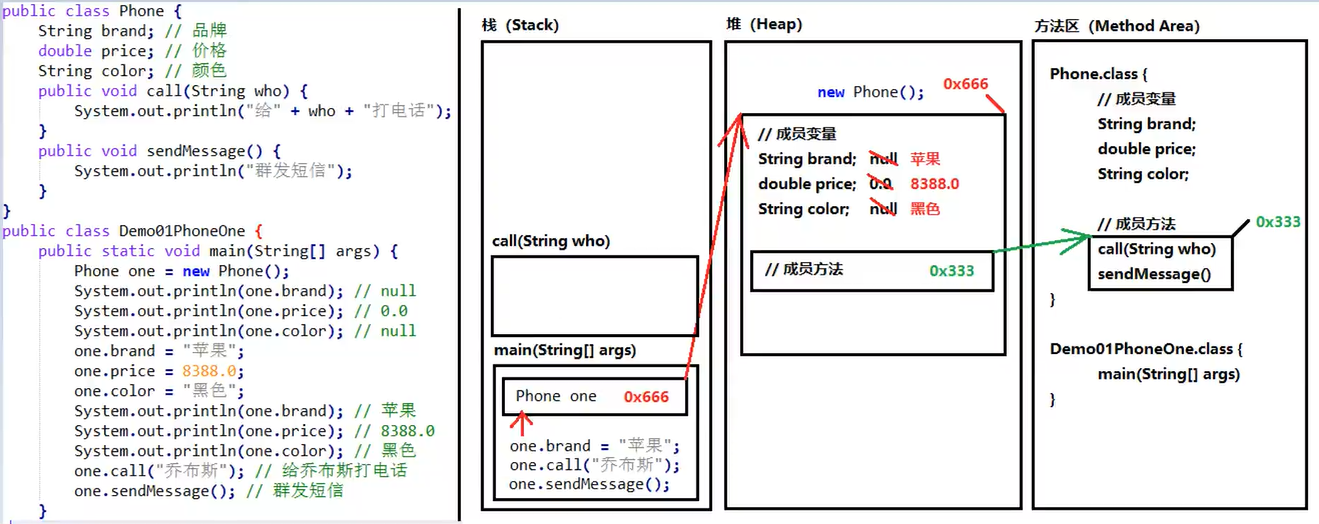 public class Phone {
String brand; // 品牌
double price; // 价格
String color; // 颜色
public void call(String who) {
System.out.println("给" + who + "打电话");
}
public void sendMessage() {
System.out.println("群发短信");
}
}
public class Demo01PhoneOne {
public static void main(String[] args) {
Phone one = new Phone();
System.out.println(one.brand); // null
System.out.println(one.price); // 0.0
System.out.println(one.color); // null
one.brand = "苹果";
one.price = 8388.0;
one.color = "黑色";
System.out.println(one.brand); // 苹果
System.out.println(one.price); // 8388.0
System.out.println(one.color); // 黑色
one.call("乔布斯"); // 给乔布斯打电话
one.sendMessage(); // 群发短信
}
栈（Stack）
call(String who)
main(String[] args)
Phone one 0x666
one.brand = "苹果";
one.call("乔布斯");
one.sendMessage();
堆（Heap）
new Phone(); 0x666
// 成员变量
String brand; null 苹果
double price; 0.0 8388.0
String color; null 黑色
// 成员方法 0x333
方法区（Method Area）
Phone.class {
// 成员变量
String brand;
double price;
String color;
// 成员方法 0x333
call(String who)
sendMessage()
}
Demo01PhoneOne.class {
main(String[] args)
}